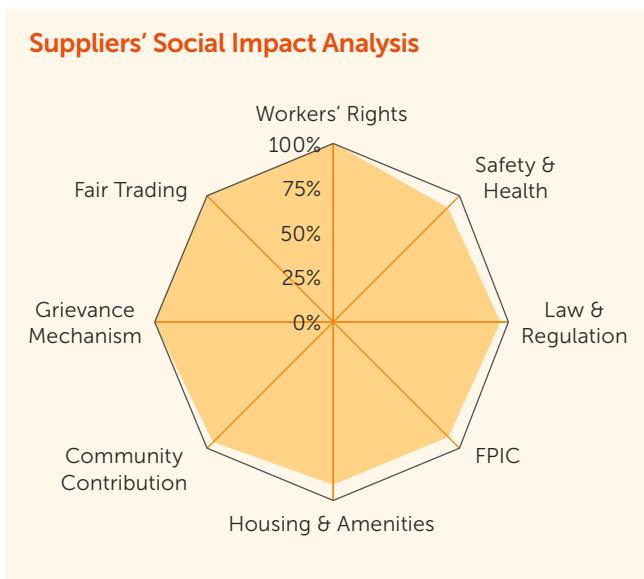 Suppliers’ Social Impact Analysis
Workers’ Rights
100%
Safety &
Health
75%
Fair Trading
50%
25%
Grievance
Mechanism
0%
Law &
Regulation
Community
Contribution
FPIC
Housing & Amenities